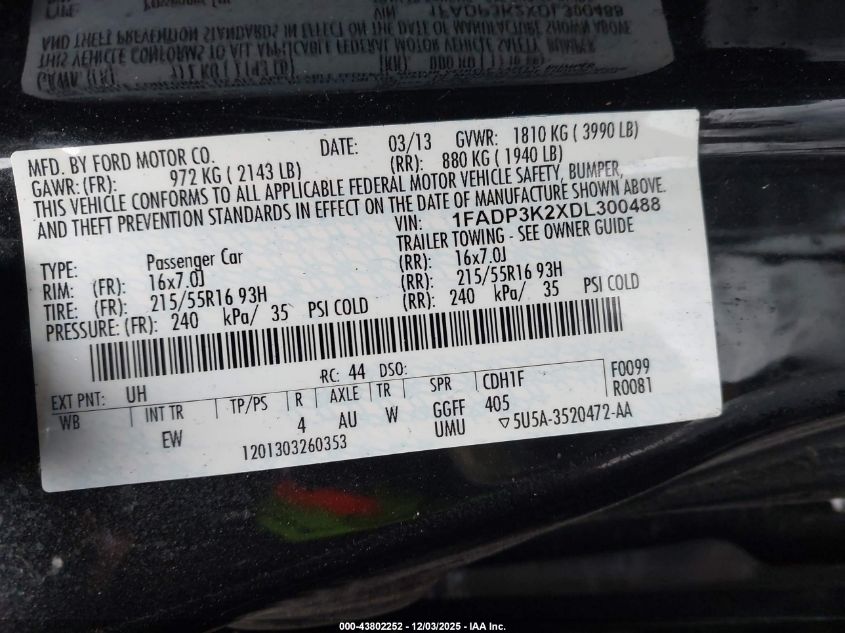 MFD. BY FORD MOTOR CO. DATE: 03/13 GVWR: 1810 KG ( 3990 LB)
GAWR:(FR): 972 KG ( 2143 LB) (RR): 880 KG ( 1940 LB)
THIS VEHICLE CONFORMS TO ALL APPLICABLE FEDERAL MOTOR VEHICLE SAFETY, BUMPER,
AND THEFT PREVENTION STANDARDS IN EFFECT ON THE DATE OF MANUFACTURE SHOWN ABOVE.
VIN: 1FADP3K2XDL300488
TYPE: Passenger Car TRAILER TOWING - SEE OWNER GUIDE
RIM: (FR): 16x7.0J (RR): 16x7.0J
TIRE: (FR): 215/55R16 93H (RR): 215/55R16 93H
PRESSURE: (FR): 240 kPa/ 35 PSI COLD (RR): 240 kPa/ 35 PSI COLD
EXT PNT: UH RC: 44 DSO: F0099
WB INT TR TP/PS R AXLE TR SPR CDH1F R0081
EW 4 AU W GGFF 405
1201303260353 UMU ▽5U5A-3520472-AA
000-43802252 - 12/03/2025 - IAA Inc.